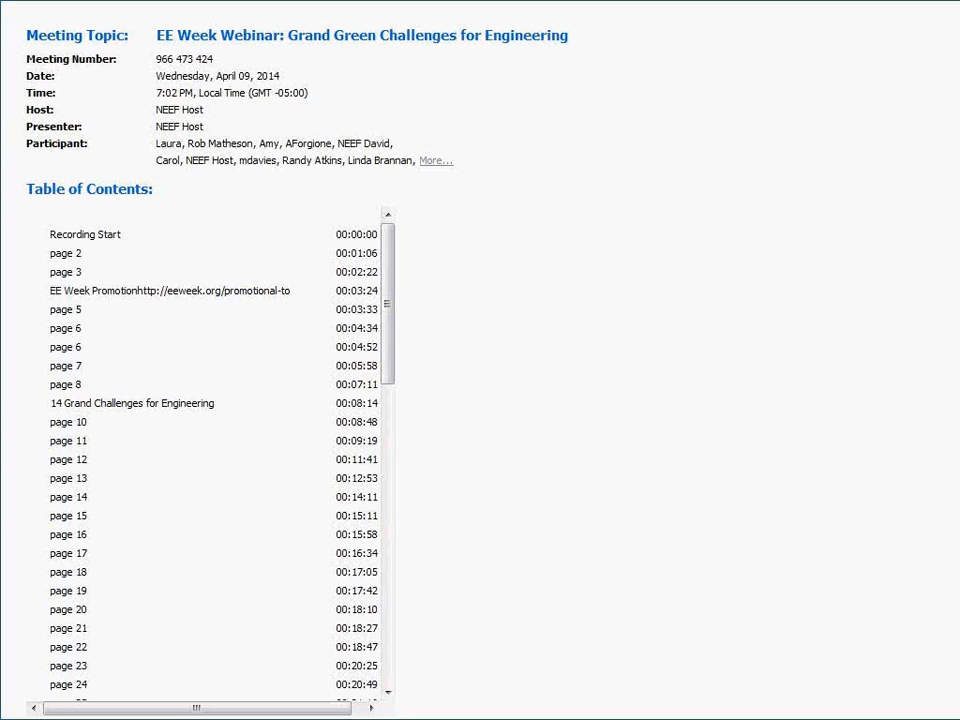 Meeting Topic: EE Week Webinar: Grand Green Challenges for Engineering
Meeting Number: 966 473 424
Date: Wednesday, April 09, 2014
Time: 7:02 PM, Local Time (GMT -05:00)
Host: NEEF Host
Presenter: NEEF Host
Participant: Laura, Rob Matheson, Amy, AForgione, NEEF David,
Carol, NEEF Host, mdavies, Randy Atkins, Linda Brannan, More...
Table of Contents:
Recording Start 00:00:00
page 2 00:01:06
page 3 00:02:22
EE Week Promotionhttp://eeweek.org/promotional-to 00:03:24
page 5 00:03:33
page 6 00:04:34
page 6 00:04:52
page 7 00:05:58
page 8 00:07:11
14 Grand Challenges for Engineering 00:08:14
page 10 00:08:48
page 11 00:09:19
page 12 00:11:41
page 13 00:12:53
page 14 00:14:11
page 15 00:15:11
page 16 00:15:58
page 17 00:16:34
page 18 00:17:05
page 19 00:17:42
page 20 00:18:10
page 21 00:18:27
page 22 00:18:47
page 23 00:20:25
page 24 00:20:49